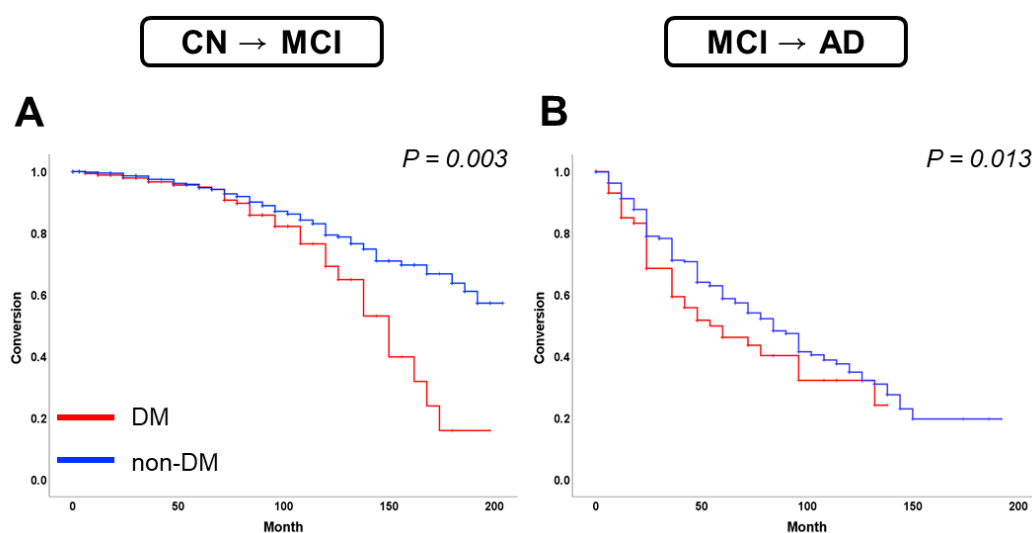 CN → MCI
MCI → AD
A
B
P = 0.003
P = 0.013
1.0
0.8
0.6
0.4
0.2
0.0
Conversion
DM
non-DM
0
50
100
150
200
Month
1.0
0.8
0.6
0.4
0.2
0.0
Conversion
0
50
100
150
200
Month